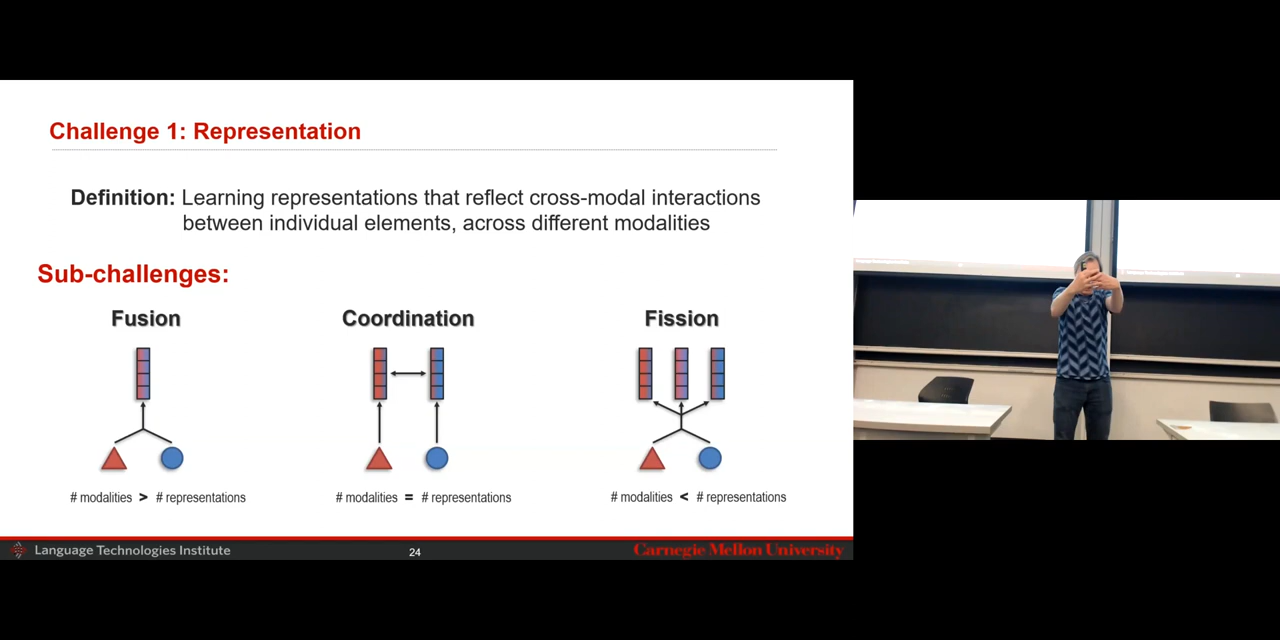 Challenge 1: Representation
Definition: Learning representations that reflect cross-modal interactions
between individual elements, across different modalities
Sub-challenges:
Fusion
Coordination
Fission
# modalities > # representations
# modalities = # representations
# modalities < # representations
Language Technologies Institute
24
Carnegie Mellon University